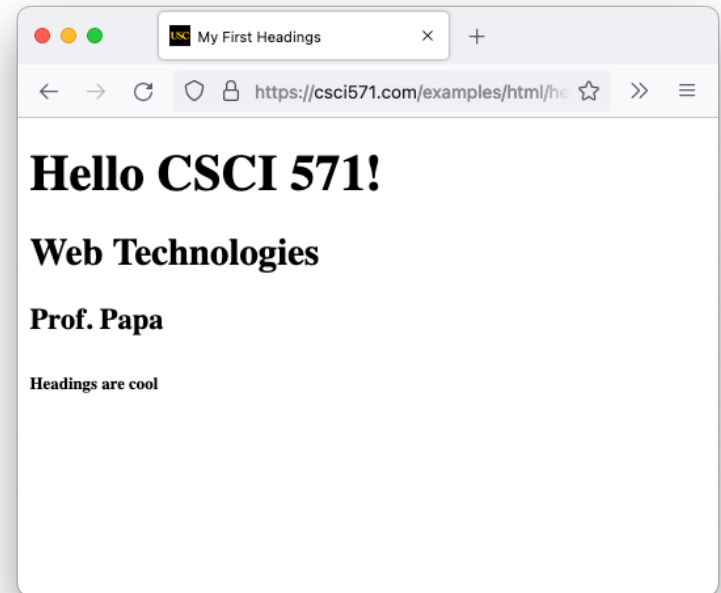 USC My First Headings
https://csci571.com/examples/html/he
Hello CSCI 571!
Web Technologies
Prof. Papa
Headings are cool